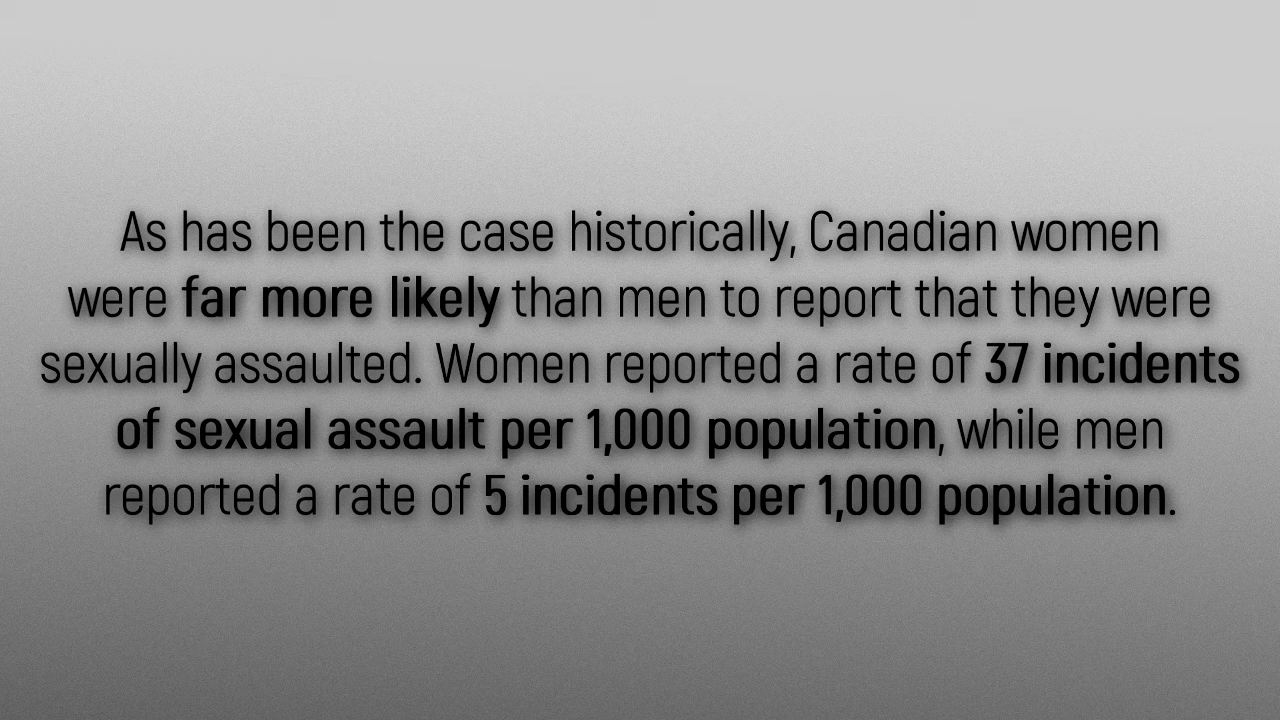 As has been the case historically, Canadian women
were far more likely than men to report that they were
sexually assaulted. Women reported a rate of 37 incidents
of sexual assault per 1,000 population, while men
reported a rate of 5 incidents per 1,000 population.